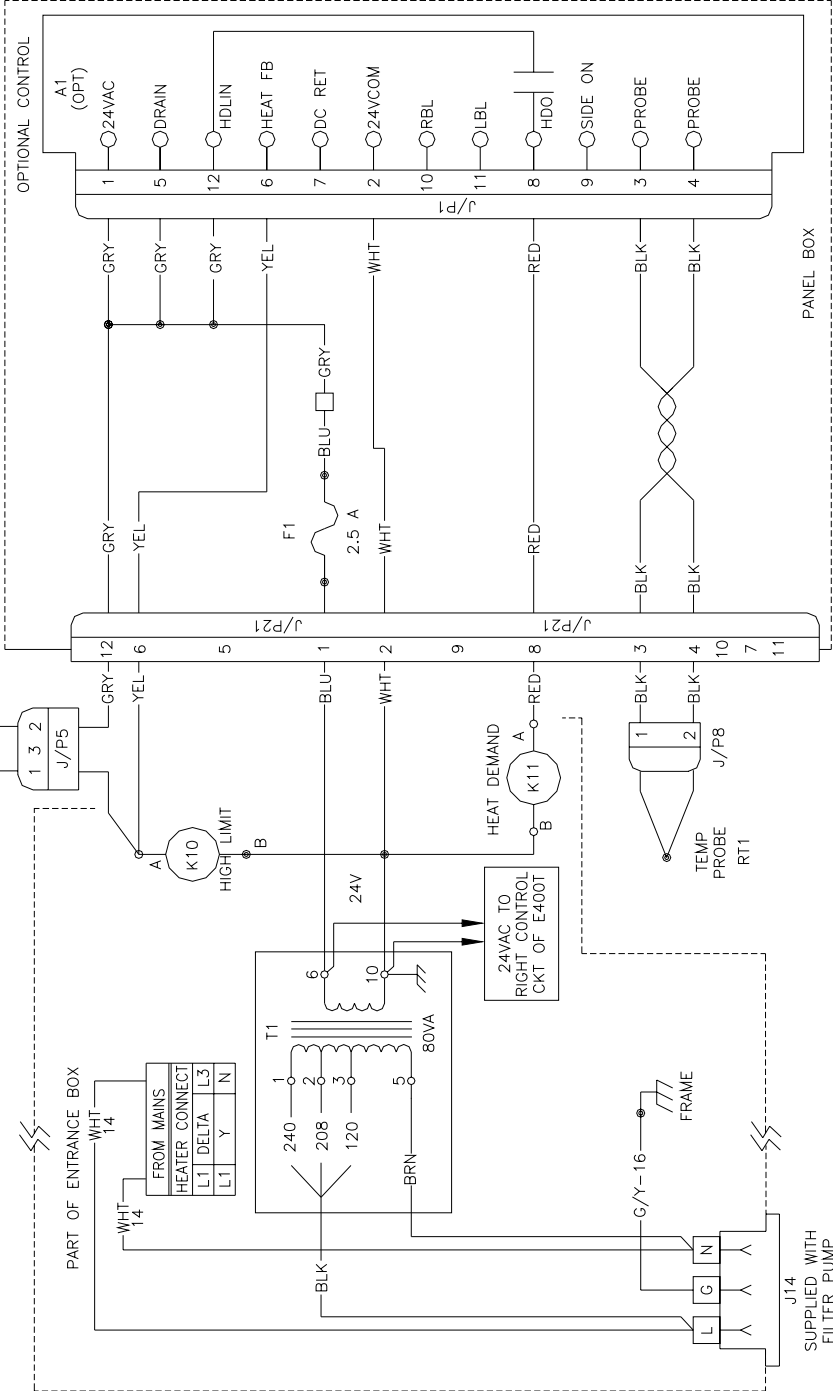 OPTIONAL CONTROL
A1
(OPT)
24VAC
DRAIN
HDLIN
HEAT FB
DC RET
24VCOM
RBL
LBL
HDO
SIDE ON
PROBE
PROBE
1
5
12
6
7
2
10
11
8
9
3
4
J/P1
GRY
GRY
GRY
YEL
WHT
RED
BLK
BLK
PANEL BOX
GRY
BLU
F1
2.5 A
GRY
YEL
WHT
RED
BLK
BLK
J/P21
J/P21
12
6
5
1
2
9
8
3
4
10
7
11
GRY
YEL
BLU
WHT
RED
BLK
BLK
1 3 2
J/P5
A
K10
HIGH LIMIT
B
HEAT DEMAND
A
K11
B
1
2
J/P8
TEMP
PROBE
RT1
24V
24VAC TO
RIGHT CONTROL
CKT OF E400T
T1
6
10
80VA
1
2
3
5
240
208
120
BRN
PART OF ENTRANCE BOX
WHT
14
WHT
14
FROM MAINS
HEATER CONNECT
L1 DELTA L3
L1 Y N
BLK
G/Y-16
FRAME
L
G
N
J14
SUPPLIED WITH
FILTER PUMP